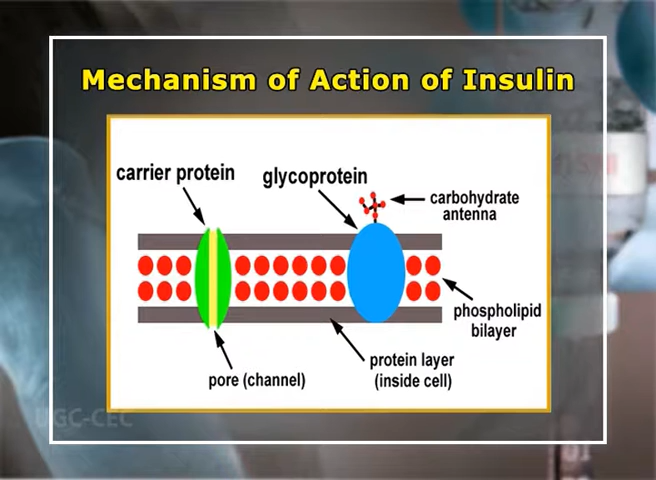 Mechanism of Action of Insulin
carrier protein
glycoprotein
carbohydrate
antenna
phospholipid
bilayer
protein layer
(inside cell)
pore (channel)
UGC-CEC